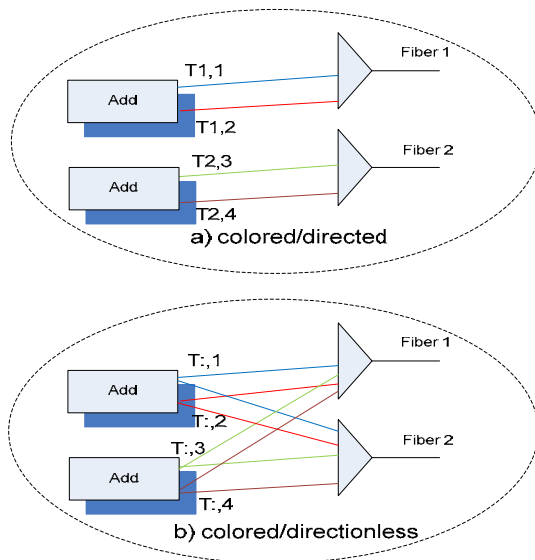 Fiber 1
T1,1
Add
T1,2
Fiber 2
T2,3
Add
T2,4
a) colored/directed
Fiber 1
T:,1
Add
T:,2
T:,3
Fiber 2
Add
T:,4
b) colored/directionless